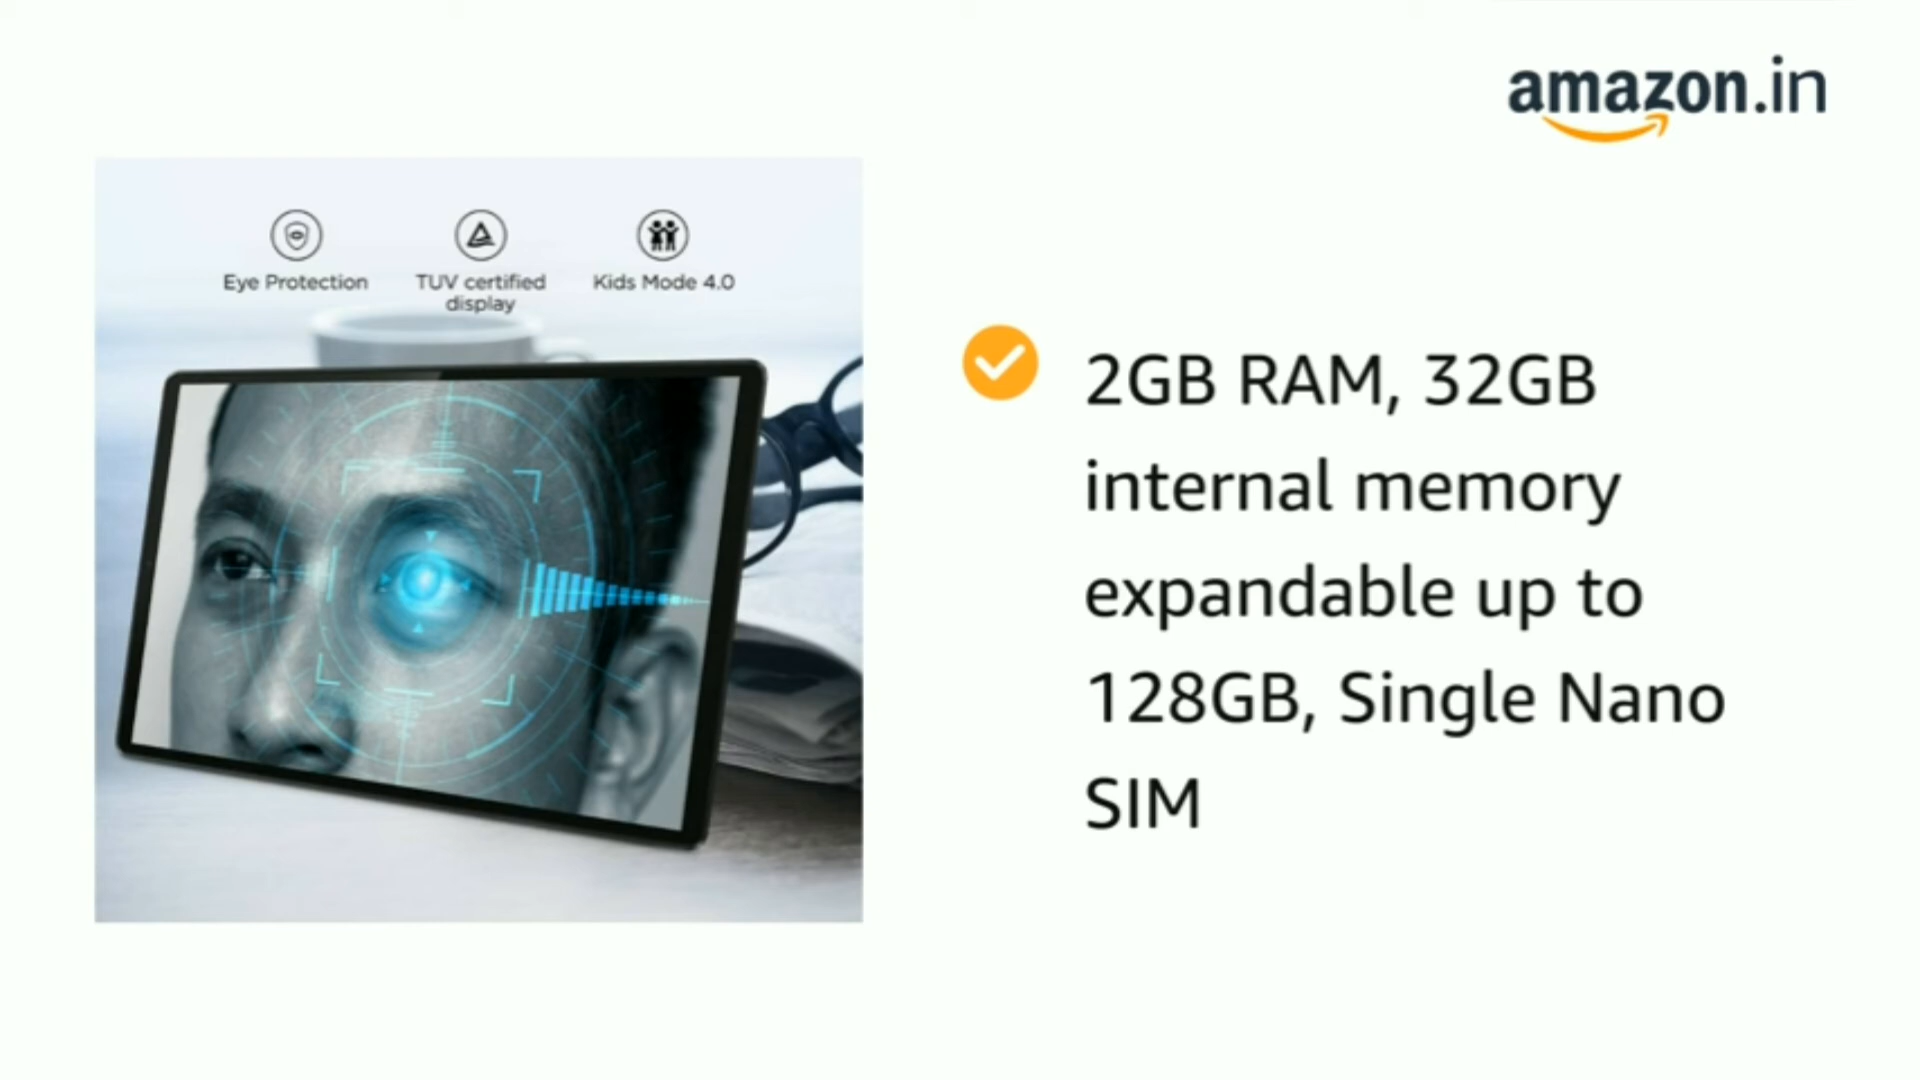 amazon.in
Eye Protection
TUV certified
display
Kids Mode 4.0
2GB RAM, 32GB
internal memory
expandable up to
128GB, Single Nano
SIM